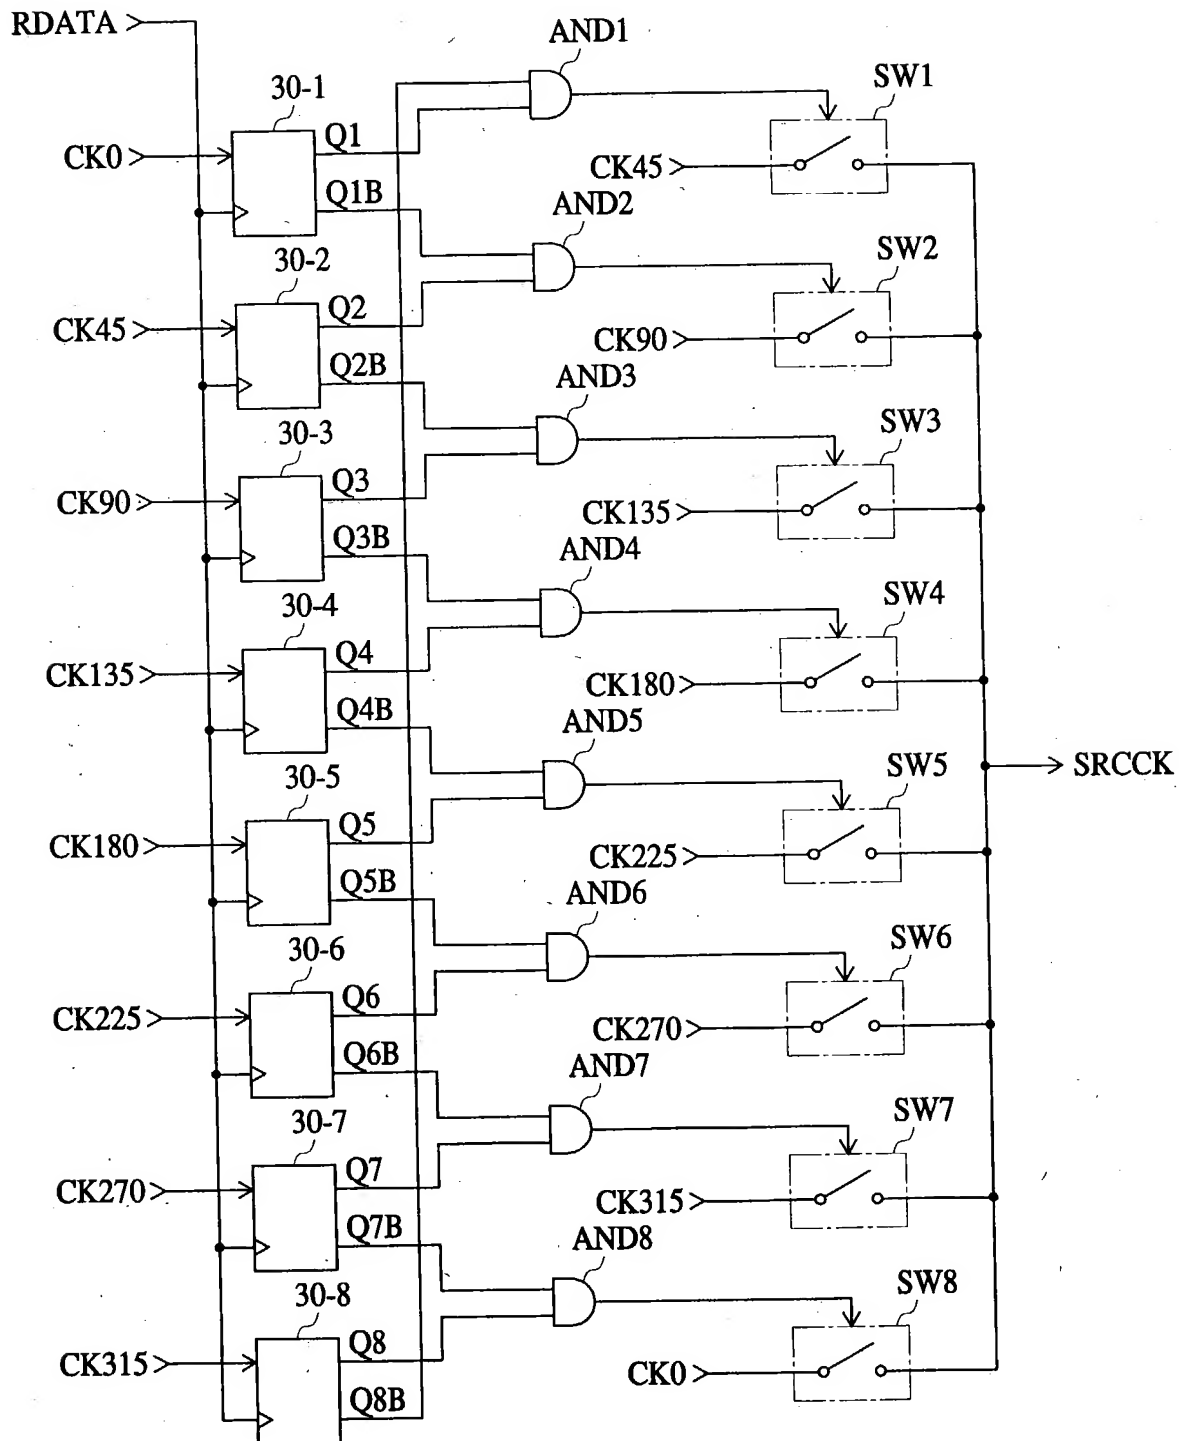 RDATA
AND1
SW1
30-1
Q1
CK0
CK45
Q1B
AND2
30-2
SW2
Q2
CK45
CK90
Q2B
AND3
30-3
SW3
Q3
CK90
CK135
Q3B
AND4
30-4
SW4
Q4
CK135
CK180
Q4B
AND5
30-5
SW5
SRCCK
Q5
CK180
CK225
Q5B
AND6
30-6
SW6
Q6
CK225
CK270
Q6B
AND7
30-7
SW7
Q7
CK270
CK315
Q7B
AND8
30-8
SW8
Q8
CK315
CK0
Q8B